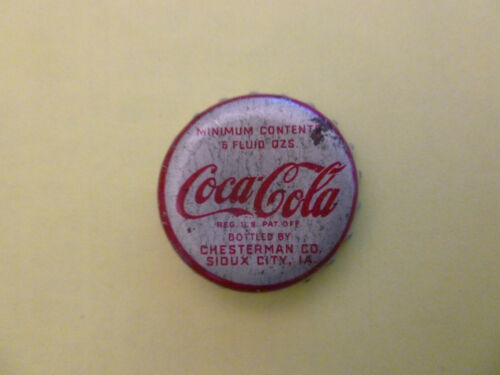 MINIMUM CONTENTS
6 FLUID OZS.
Coca-Cola
REG. U.S. PAT. OFF.
BOTTLED BY
CHESTERMAN CO.
SIOUX CITY, IA.